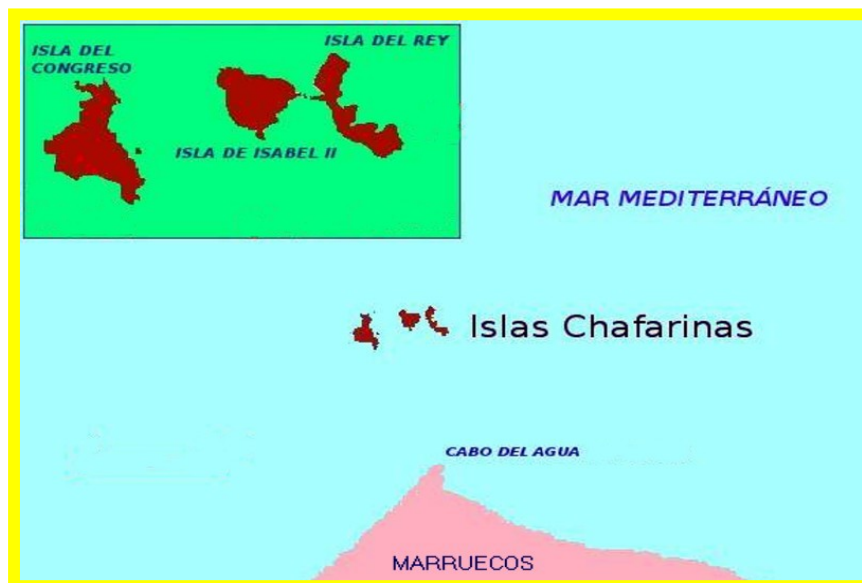 ISLA DEL
CONGRESO
ISLA DEL REY
ISLA DE ISABEL II
MAR MEDITERRÁNEO
Islas Chafarinas
CABO DEL AGUA
MARRUECOS